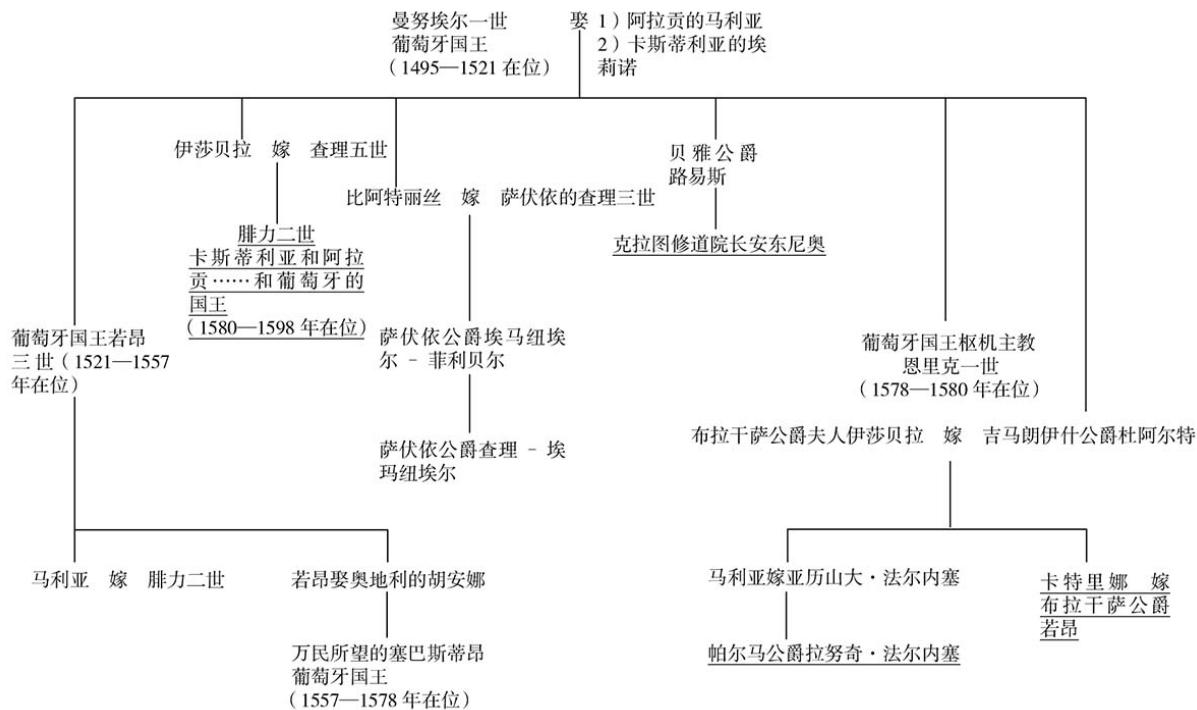 曼努埃尔一世 娶 1）阿拉贡的马利亚
葡萄牙国王 2）卡斯蒂利亚的埃
（1495—1521 在位） 莉诺
伊莎贝拉 嫁 查理五世
贝雅公爵
路易斯
比阿特丽丝 嫁 萨伏依的查理三世
腓力二世
卡斯蒂利亚和阿拉
贡……和葡萄牙的
国王
（1580—1598 年在位）
克拉图修道院长安东尼奥
葡萄牙国王若昂
三世（1521—1557
年在位）
萨伏依公爵埃马纽埃
尔－菲利贝尔
葡萄牙国王枢机主教
恩里克一世
（1578—1580 年在位）
萨伏依公爵查理－埃
玛纽埃尔
布拉干萨公爵夫人伊莎贝拉 嫁 吉马朗伊什公爵杜阿尔特
马利亚 嫁 腓力二世
若昂娶奥地利的胡安娜
马利亚嫁亚历山大·法尔内塞
卡特里娜 嫁
布拉干萨公爵
若昂
万民所望的塞巴斯蒂昂
葡萄牙国王
（1557—1578 年在位）
帕尔马公爵拉努奇·法尔内塞